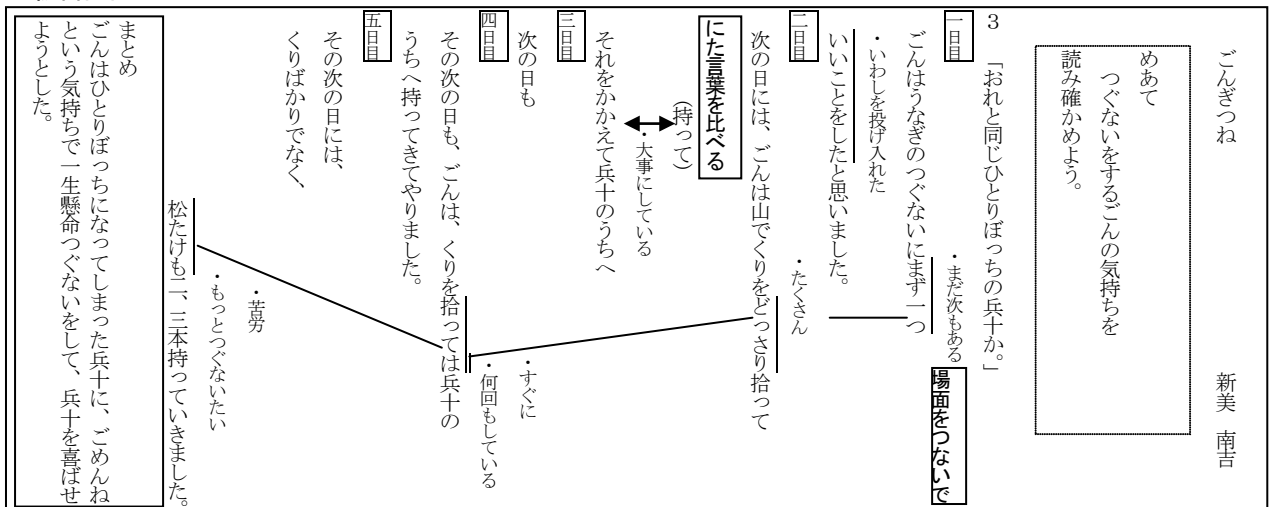 ごんぎつね
新美　南吉
めあて
つぐないをするごんの気持ちを
読み確かめよう。
３　「おれと同じひとりぼっちの兵十か。」
一日目
・まだ次もある
場面をつないで
ごんはうなぎのつぐないにまず一つ
・いわしを投げ入れた
いいことをしたと思いました。
二日目
・たくさん
次の日には、ごんは山でくりをどっさり拾って
にた言葉を比べる
（持って）
・大事にしている
それをかかえて兵十のうちへ
三日目
次の日も
・すぐに
・何回もしている
四日目
その次の日も、ごんは、くりを拾っては兵十の
うちへ持ってきてやりました。
五日目
その次の日には、
くりばかりでなく、
・苦労
・もっとつぐないたい
松たけも二、三本持っていきました。
まとめ
ごんはひとりぼっちになってしまった兵十に、ごめんね
という気持ちで一生懸命つぐないをして、兵十を喜ばせ
ようとした。